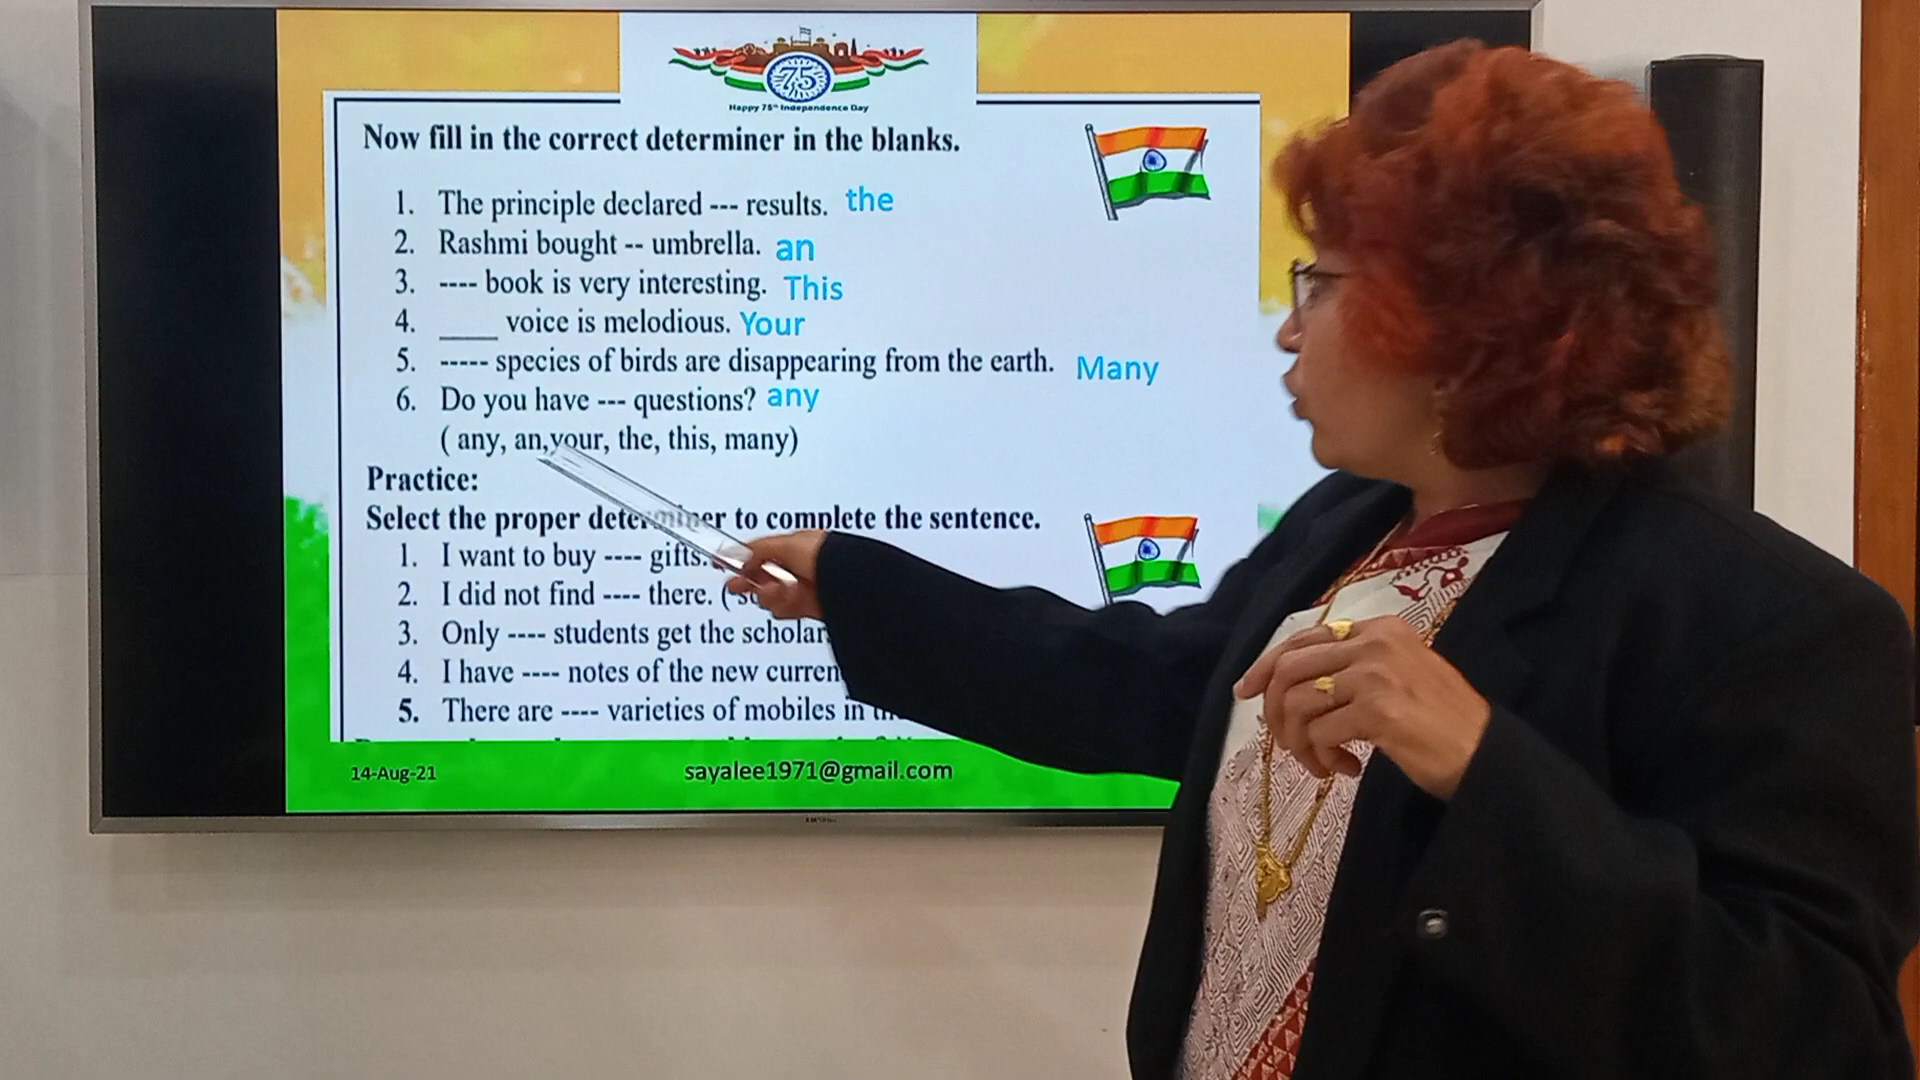 75
Happy 75th Independence Day
Now fill in the correct determiner in the blanks.
1. The principle declared --- results. the
2. Rashmi bought -- umbrella. an
3. ---- book is very interesting. This
4. ____ voice is melodious. Your
5. ----- species of birds are disappearing from the earth. Many
6. Do you have --- questions? any
( any, an,your, the, this, many)
Practice:
Select the proper determiner to complete the sentence.
1. I want to buy ---- gifts.
2. I did not find ---- there. (
3. Only ---- students get the
4. I have ---- notes of the new
5. There are ---- varieties of mobiles in
14-Aug-21
sayalee1971@gmail.com